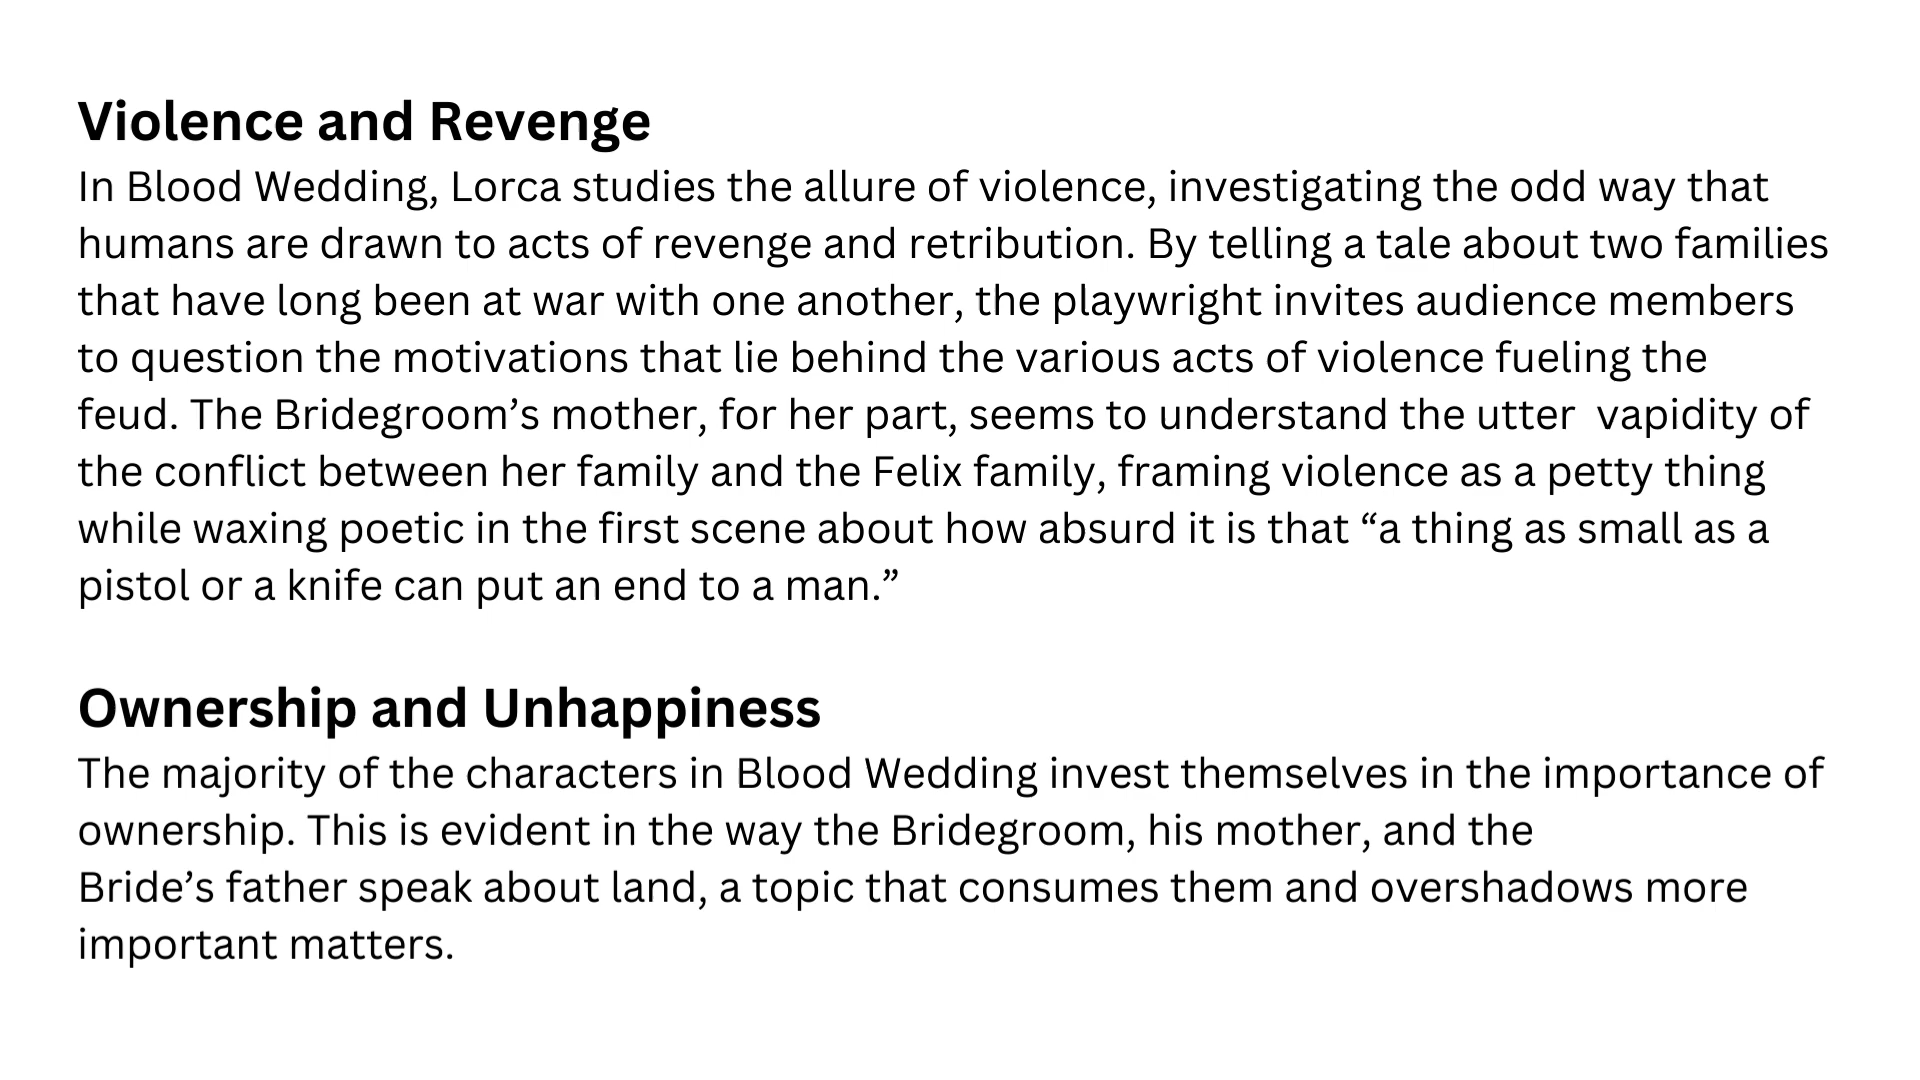 Violence and Revenge
In Blood Wedding, Lorca studies the allure of violence, investigating the odd way that
humans are drawn to acts of revenge and retribution. By telling a tale about two families
that have long been at war with one another, the playwright invites audience members
to question the motivations that lie behind the various acts of violence fueling the
feud. The Bridegroom’s mother, for her part, seems to understand the utter  vapidity of
the conflict between her family and the Felix family, framing violence as a petty thing
while waxing poetic in the first scene about how absurd it is that “a thing as small as a
pistol or a knife can put an end to a man.”
Ownership and Unhappiness
The majority of the characters in Blood Wedding invest themselves in the importance of
ownership. This is evident in the way the Bridegroom, his mother, and the
Bride’s father speak about land, a topic that consumes them and overshadows more
important matters.